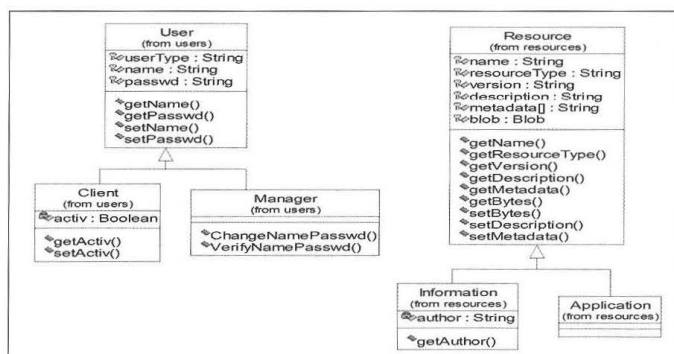 User
(from users)
userType : String
name : String
passwd : String
getName()
getPasswd()
setName()
setPasswd()
Client
(from users)
activ : Boolean
getActiv()
setActiv()
Manager
(from users)
ChangeNamePasswd()
VerifyNamePasswd()
Resource
(from resources)
name : String
resourceType : String
version : String
description : String
metadata[] : String
blob : Blob
getName()
getResourceType()
getVersion()
getDescription()
getMetadata()
getBytes()
setBytes()
setDescription()
setMetadata()
Information
(from resources)
author : String
getAuthor()
Application
(from resources)